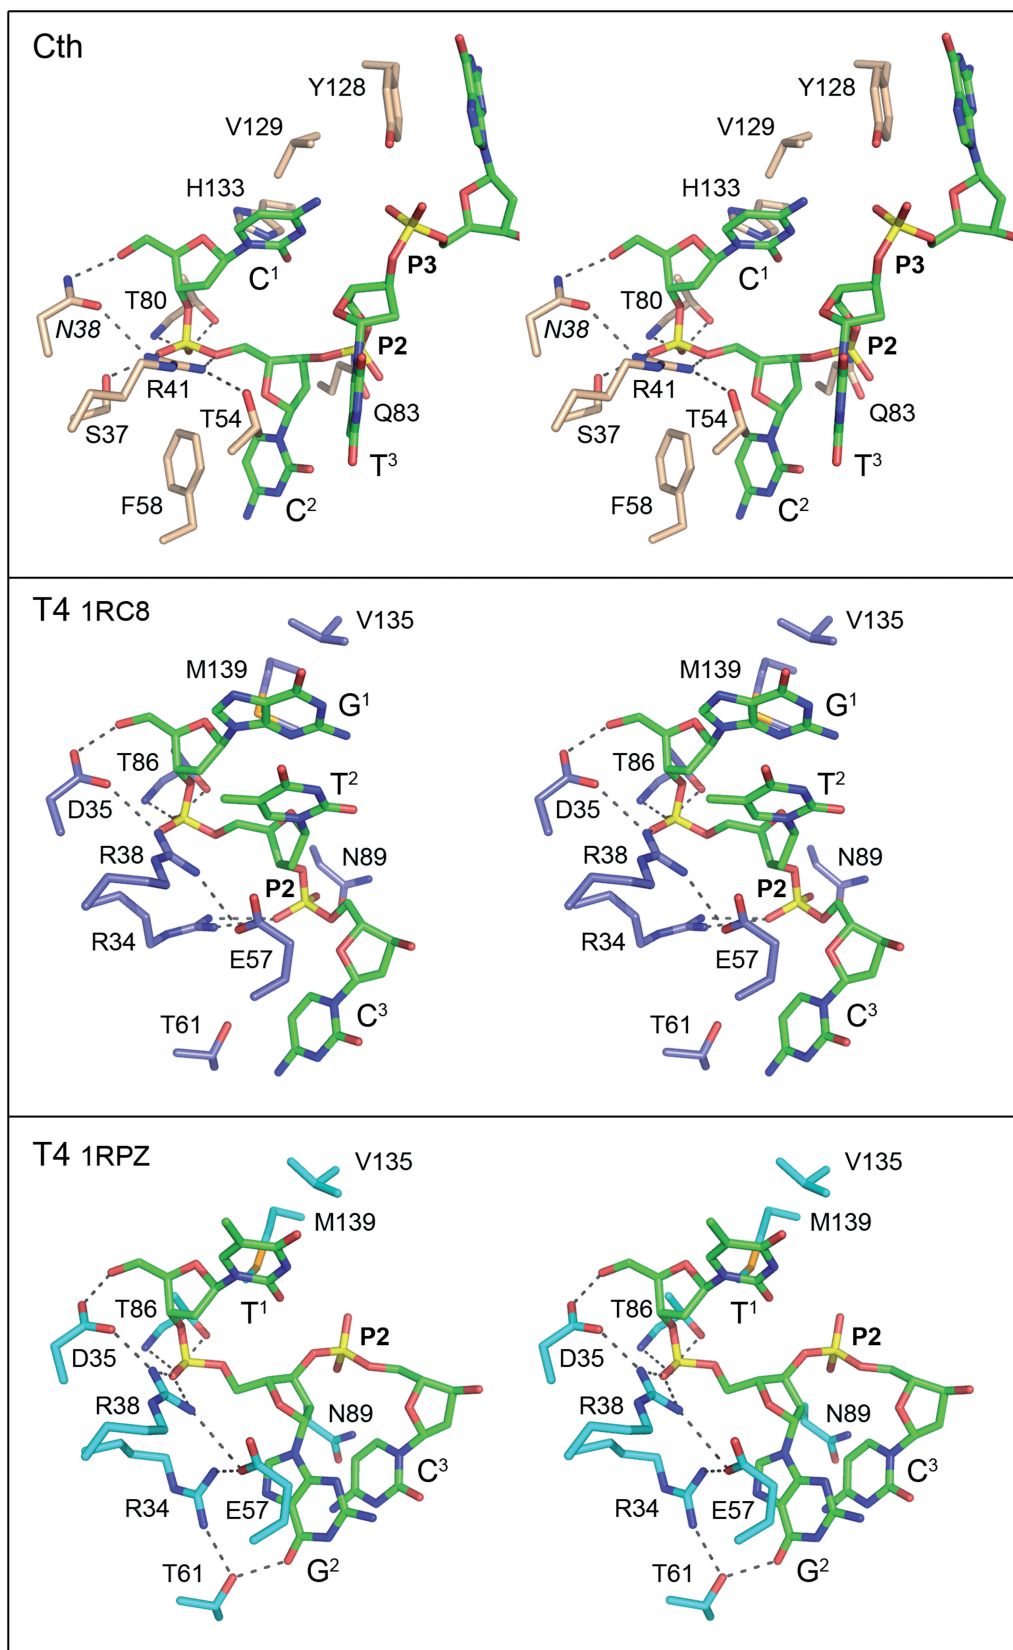 Cth
Y128 Y128
V129 V129
H133 H133
P3 P3
C¹ C¹
T80 T80
N38 N38
P2 P2
R41 R41
Q83 Q83
S37 T54 S37 T54
T³ T³
F58 C² F58 C²
T4 1RC8
V135 V135
M139 M139
G¹ G¹
T86 T² T86 T²
D35 D35
R38 N89 R38 N89
P2 P2
R34 E57 R34 E57
C³ C³
T61 T61
T4 1RPZ
V135 V135
M139 M139
T86 T¹ T86 T¹
P2 P2
D35 D35
R38 N89 R38 N89
C³ C³
R34 E57 R34 E57
T61 G² T61 G²